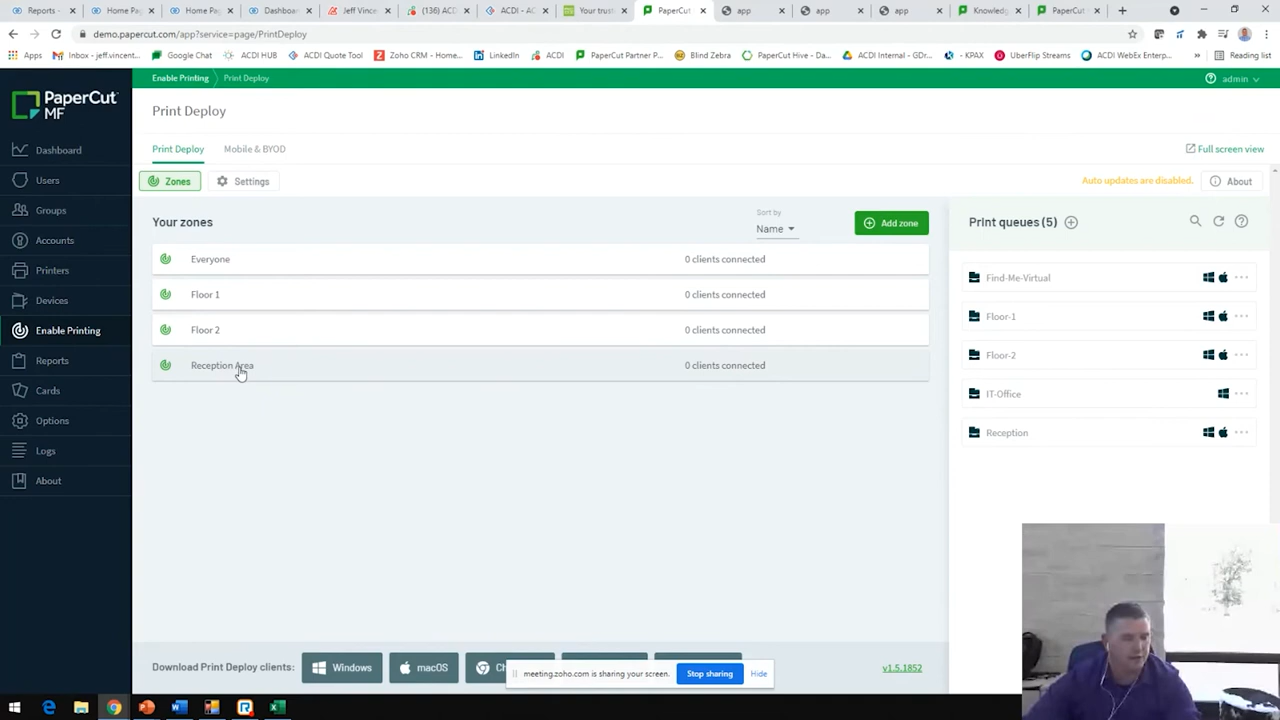 Reports -
Home Pag
Home Pag
Dashboa
Jeff Vince
(136) ACD
ACDI - AC
Your trust
PaperCut
app
app
app
Knowledg
PaperCut
demo.papercut.com/app?service=page/PrintDeploy
Apps
Inbox - jeff.vincent...
Google Chat
ACDI HUB
ACDI Quote Tool
Zoho CRM - Home...
LinkedIn
ACDI
PaperCut Partner P...
Blind Zebra
PaperCut Hive - Da...
ACDI Internal - GDr...
- KPAX
UberFlip Streams
ACDI WebEx Enterp...
»
Reading list
PaperCut
MF
Enable Printing
Print Deploy
admin
Print Deploy
Print Deploy
Mobile & BYOD
Full screen view
Zones
Settings
Auto updates are disabled.
About
Dashboard
Users
Groups
Accounts
Printers
Devices
Enable Printing
Reports
Cards
Options
Logs
About
Your zones
Sort by
Name
Add zone
Everyone
0 clients connected
Floor 1
0 clients connected
Floor 2
0 clients connected
Reception Area
0 clients connected
Print queues (5)
Find-Me-Virtual
Floor-1
Floor-2
IT-Office
Reception
Download Print Deploy clients:
Windows
macOS
Ch
v1.5.1852
meeting.zoho.com is sharing your screen.
Stop sharing
Hide